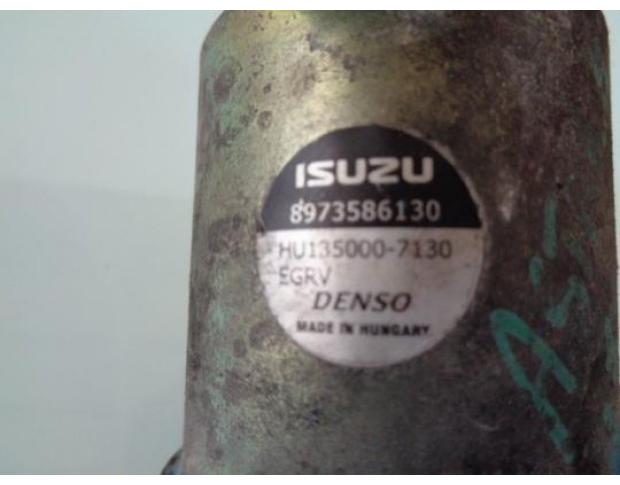 ISUZU
8973586130
HU135000-7130
EGRV
DENSO
MADE IN HUNGARY